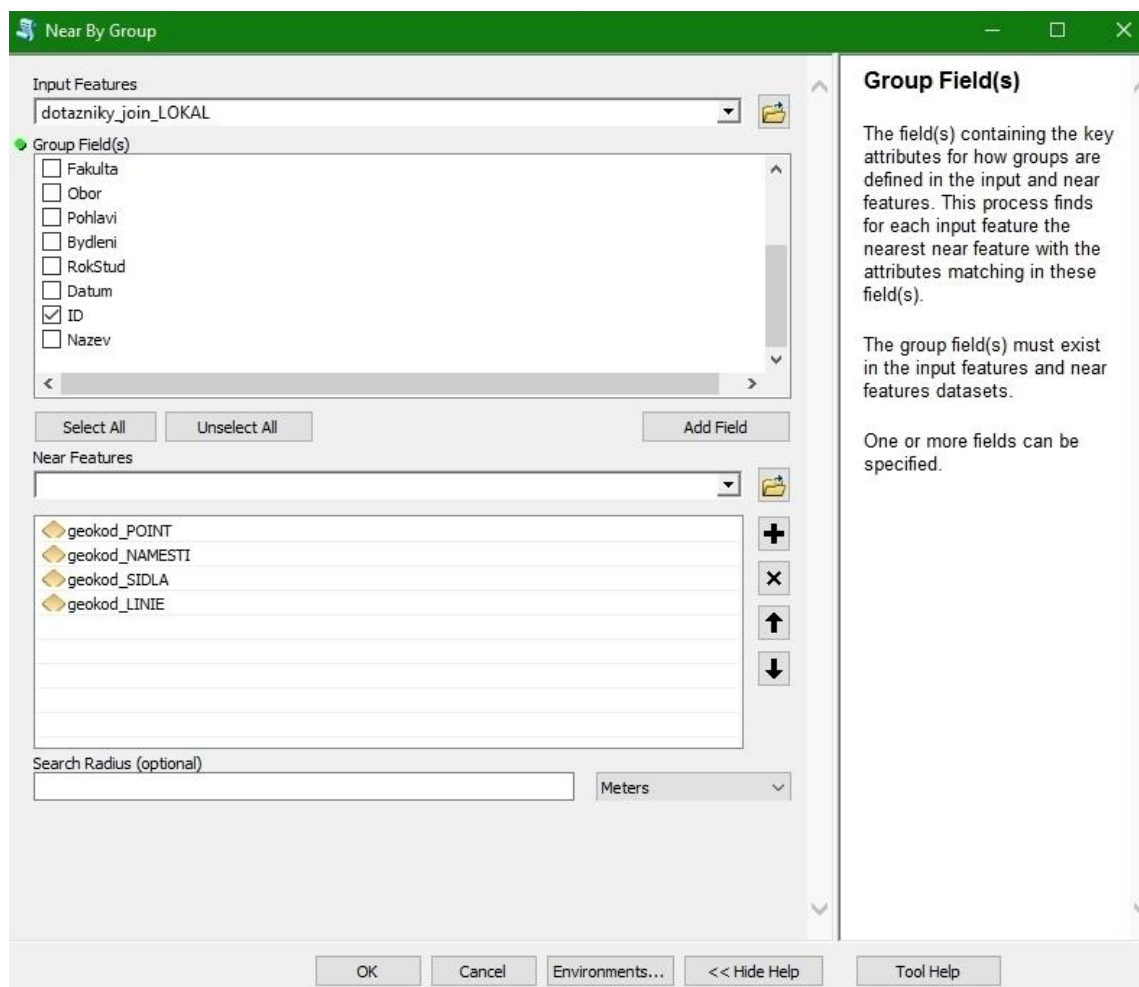 Near By Group
Input Features
dotazniky_join_LOKAL
Group Field(s)
Fakulta
Obor
Pohlavi
Bydleni
RokStud
Datum
ID
Nazev
Select All
Unselect All
Add Field
Near Features
geokod_POINT
geokod_NAMESTI
geokod_SIDLA
geokod_LINIE
Search Radius (optional)
Meters
OK
Cancel
Environments...
<< Hide Help
Tool Help
Group Field(s)
The field(s) containing the key
attributes for how groups are
defined in the input and near
features. This process finds
for each input feature the
nearest near feature with the
attributes matching in these
field(s).
The group field(s) must exist
in the input features and near
features datasets.
One or more fields can be
specified.